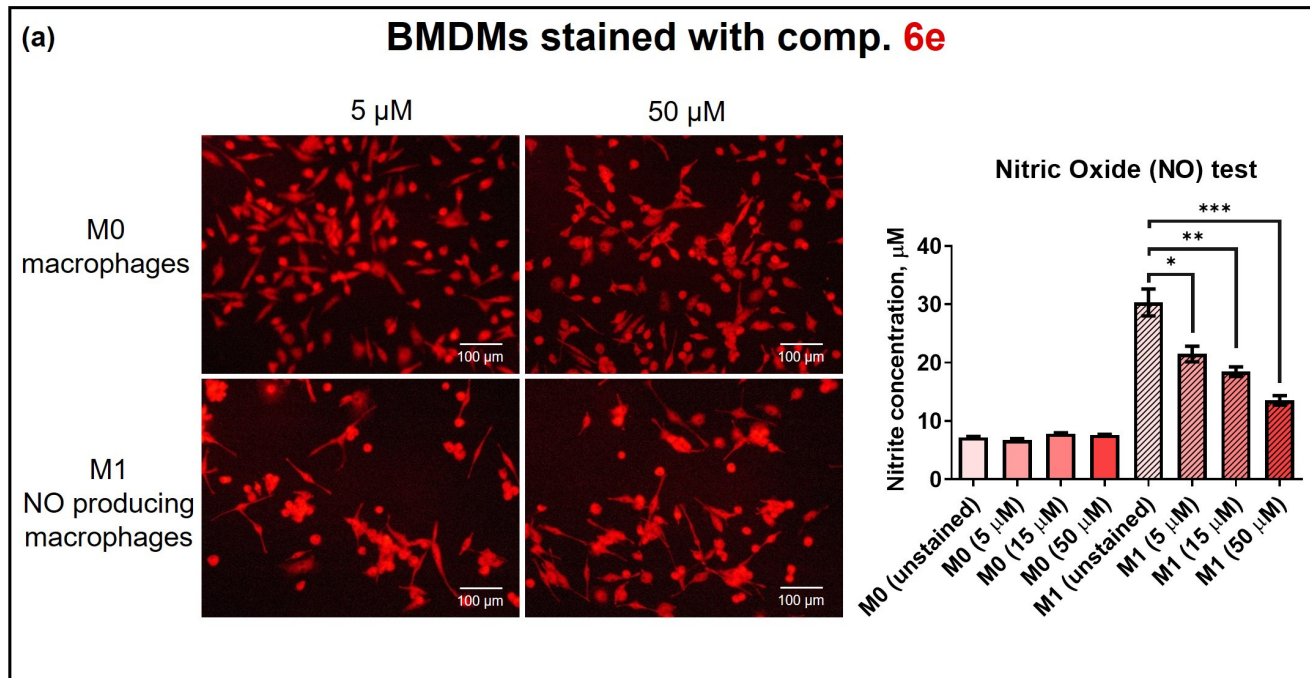 (a)
BMDMs stained with comp. 6e
5 µM
50 µM
M0
macrophages
100 µm
100 µm
M1
NO producing
macrophages
100 µm
100 µm
Nitric Oxide (NO) test
Nitrite concentration, µM
40
30
20
10
0
*
**
***
M0 (unstained)
M0 (5 µM)
M0 (15 µM)
M0 (50 µM)
M1 (unstained)
M1 (5 µM)
M1 (15 µM)
M1 (50 µM)